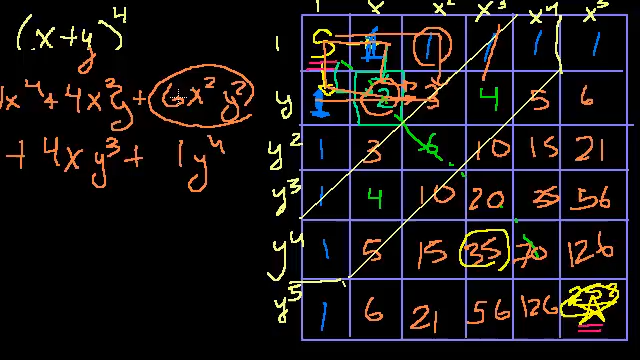 (x+y)^4
x^4 + 4x^3y + 6x^2y^2
+ 4xy^3 + 1y^4
1 x x^2 x^3 x^4 x^5
1 S 1 1 1 1 1
y 1 2 3 4 5 6
y^2 1 3 6 10 15 21
y^3 1 4 10 20 35 56
y^4 1 5 15 35 70 126
y^5 1 6 21 56 126